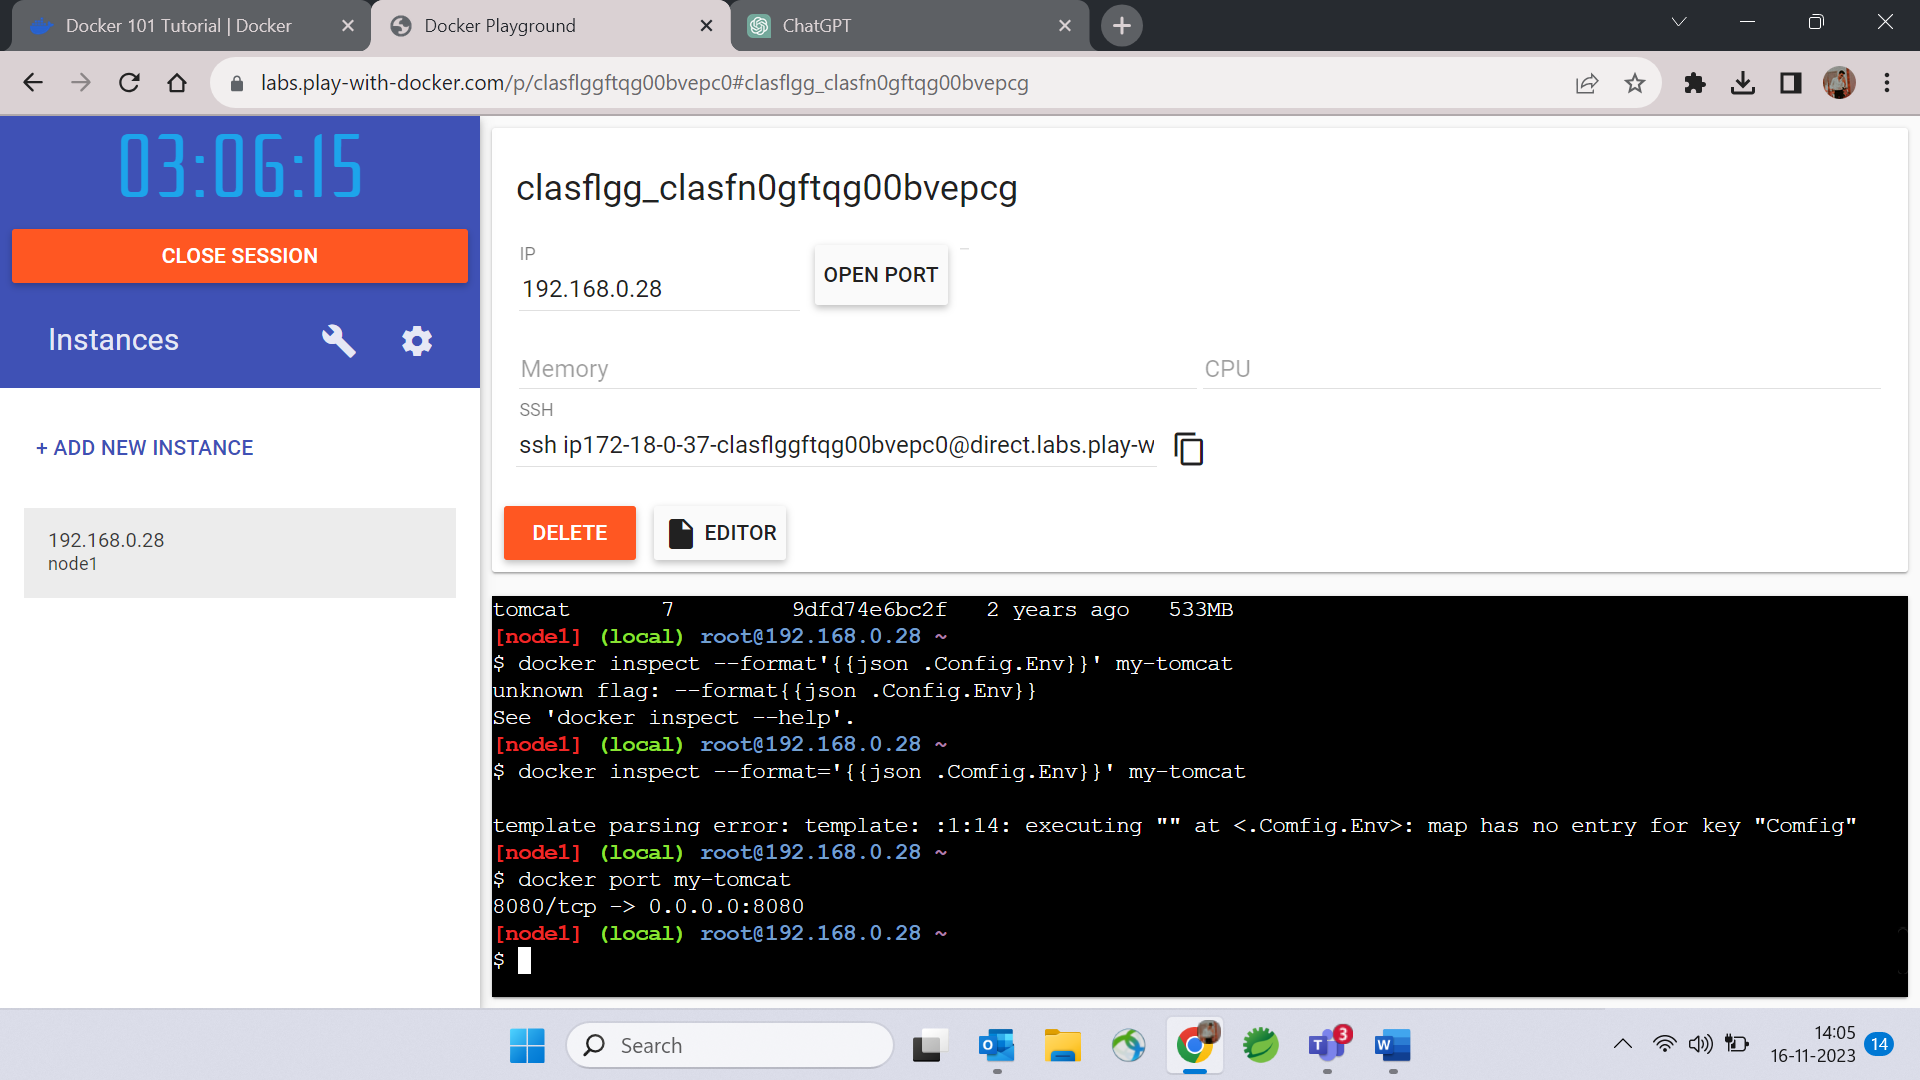 Docker 101 Tutorial | Docker
Docker Playground
ChatGPT
labs.play-with-docker.com/p/clasflggftqg00bvepc0#clasflgg_clasfn0gftqg00bvepcg
03:06:15
CLOSE SESSION
Instances
+ ADD NEW INSTANCE
192.168.0.28
node1
clasflgg_clasfn0gftqg00bvepcg
IP
192.168.0.28
OPEN PORT
Memory
CPU
SSH
ssh ip172-18-0-37-clasflggftqg00bvepc0@direct.labs.play-w
DELETE
EDITOR
tomcat 7 9dfd74e6bc2f 2 years ago 533MB
[node1] (local) root@192.168.0.28 ~
$ docker inspect --format'{{json .Config.Env}}' my-tomcat
unknown flag: --format{{json .Config.Env}}
See 'docker inspect --help'.
[node1] (local) root@192.168.0.28 ~
$ docker inspect --format='{{json .Comfig.Env}}' my-tomcat
template parsing error: template: :1:14: executing "" at <.Comfig.Env>: map has no entry for key "Comfig"
[node1] (local) root@192.168.0.28 ~
$ docker port my-tomcat
8080/tcp -> 0.0.0.0:8080
[node1] (local) root@192.168.0.28 ~
$
Search
3
14:05
16-11-2023
14